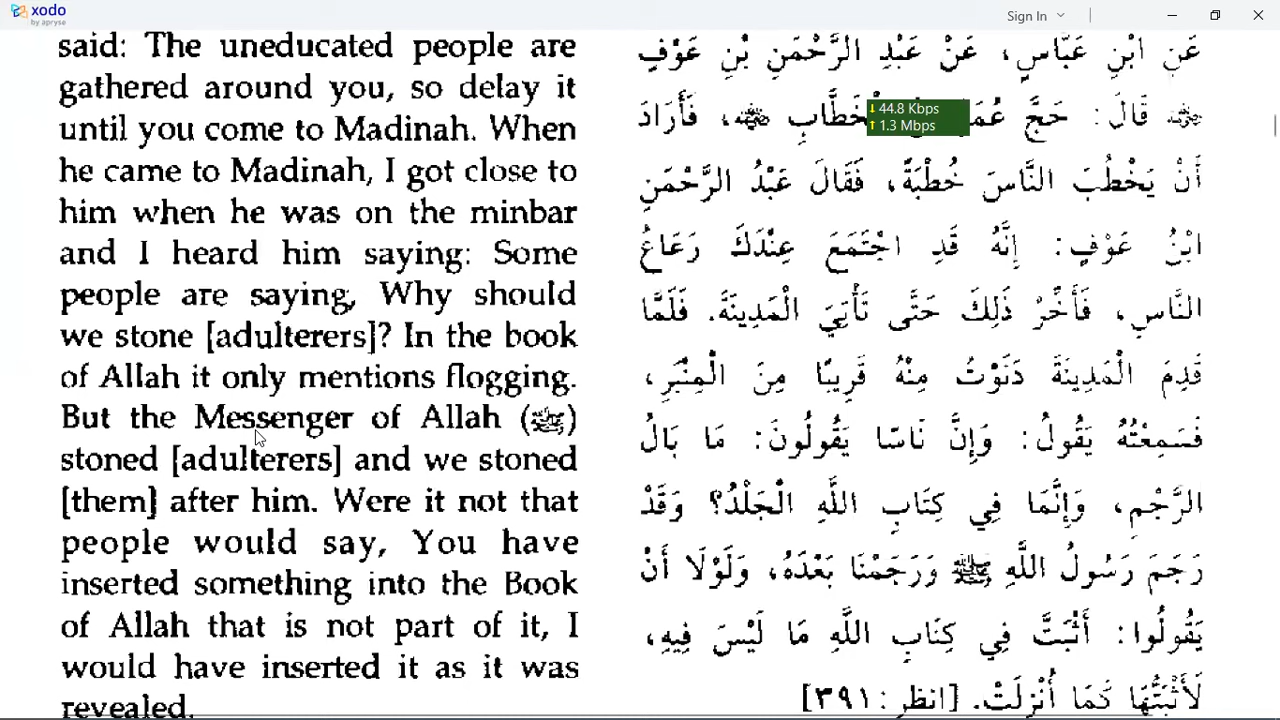 xodo
by apryse
Sign In
said: The uneducated people are
gathered around you, so delay it
until you come to Madinah. When
he came to Madinah, I got close to
him when he was on the minbar
and I heard him saying: Some
people are saying, Why should
we stone [adulterers]? In the book
of Allah it only mentions flogging.
But the Messenger of Allah (ﷺ)
stoned [adulterers] and we stoned
[them] after him. Were it not that
people would say, You have
inserted something into the Book
of Allah that is not part of it, I
would have inserted it as it was
revealed.
عَنِ ابْنِ عَبَّاسٍ، عَنْ عَبْدِ الرَّحْمَنِ بْنِ عَوْفٍ
قَالَ: حَجَّ الْخَطَّابِ ، فَأَرَادَ
أَنْ يَخْطُبَ النَّاسَ خُطْبَةً، فَقَالَ عَبْدُ الرَّحْمَنِ
ابْنُ عَوْفٍ: إِنَّهُ قَدِ اجْتَمَعَ عِنْدَكَ رَعَاعُ
النَّاسِ، فَأَخِّرْ ذَلِكَ حَتَّى تَأْتِيَ الْمَدِينَةَ. فَلَمَّا
قَدِمَ الْمَدِينَةَ دَنَوْتُ مِنْهُ قَرِيبًا مِنَ الْمِنْبَرِ،
فَسَمِعْتُهُ يَقُولُ: وَإِنَّ نَاسًا يَقُولُونَ: مَا بَالُ
الرَّجْمِ، وَإِنَّمَا فِي كِتَابِ اللَّهِ الْجَلْدُ؟ وَقَدْ
رَجَمَ رَسُولُ اللَّهِ ﷺ وَرَجَمْنَا بَعْدَهُ، وَلَوْلَا أَنْ
يَقُولُوا: أَثْبَتَّ فِي كِتَابِ اللَّهِ مَا لَيْسَ فِيهِ،
لَأَثْبَتُّهَا كَمَا أُنْزِلَتْ. [انظر: ٣٩١]
↓ 44.8 Kbps
↑ 1.3 Mbps